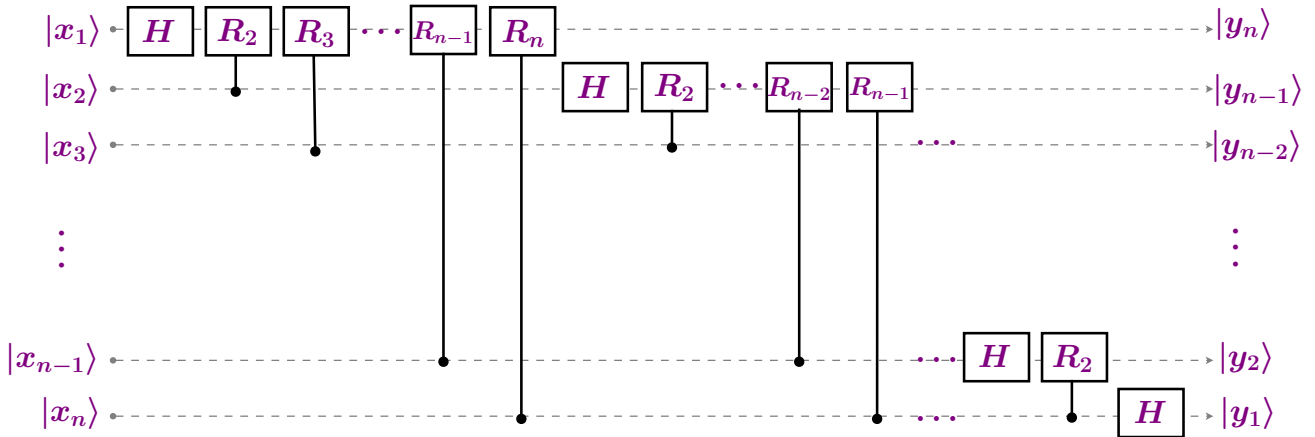 |x₁⟩ H R₂ R₃ ··· Rₙ₋₁ Rₙ |yₙ⟩
|x₂⟩ H R₂ ··· Rₙ₋₂ Rₙ₋₁ |yₙ₋₁⟩
|x₃⟩ ··· |yₙ₋₂⟩
⋮ ⋮
|xₙ₋₁⟩ ··· H R₂ |y₂⟩
|xₙ⟩ ··· H |y₁⟩